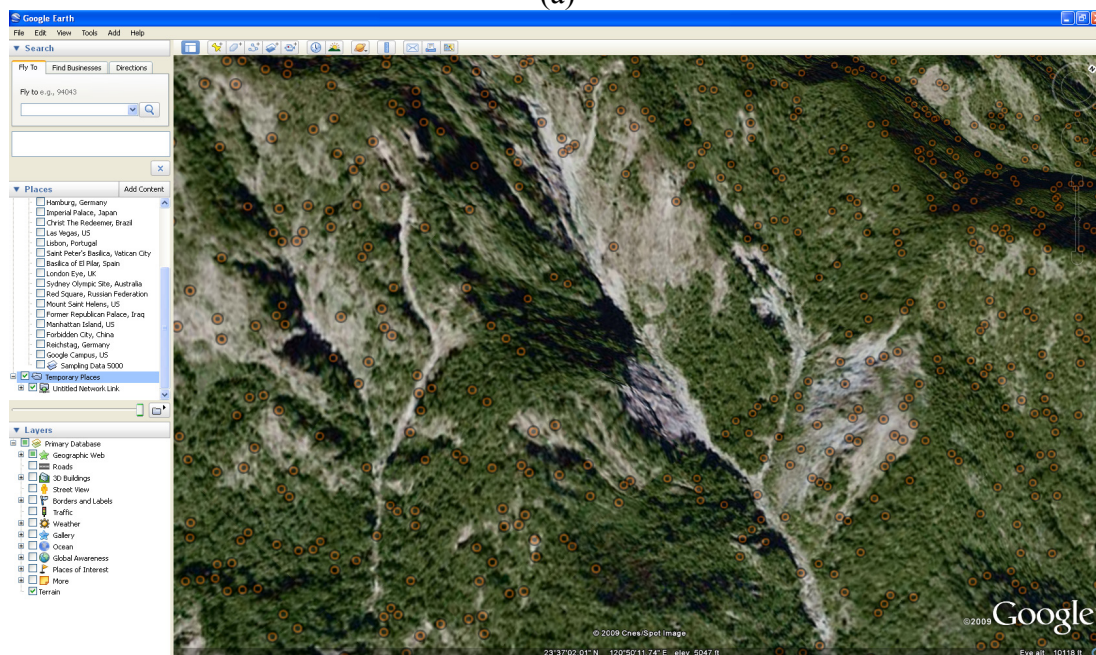 (a)
Google Earth
File Edit View Tools Add Help
Search
Fly To Find Businesses Directions
Fly to e.g., 94043
Places Add Content
Hamburg, Germany
Imperial Palace, Japan
Christ The Redeemer, Brazil
Las Vegas, US
Lisbon, Portugal
Saint Peter's Basilica, Vatican City
Basilica of El Pilar, Spain
London Eye, UK
Sydney Olympic Site, Australia
Red Square, Russian Federation
Mount Saint Helens, US
Former Republican Palace, Iraq
Manhattan Island, US
Forbidden City, China
Reichstag, Germany
Google Campus, US
Sampling Data 5000
Temporary Places
Untitled Network Link
Layers
Primary Database
Geographic Web
Roads
3D Buildings
Street View
Borders and Labels
Traffic
Weather
Gallery
Ocean
Global Awareness
Places of Interest
More
Terrain
©2009 Google
© 2009 Cnes/Spot Image
23°37'02.01" N 120°50'11.74" E elev 5047 ft Eye alt 10118 ft